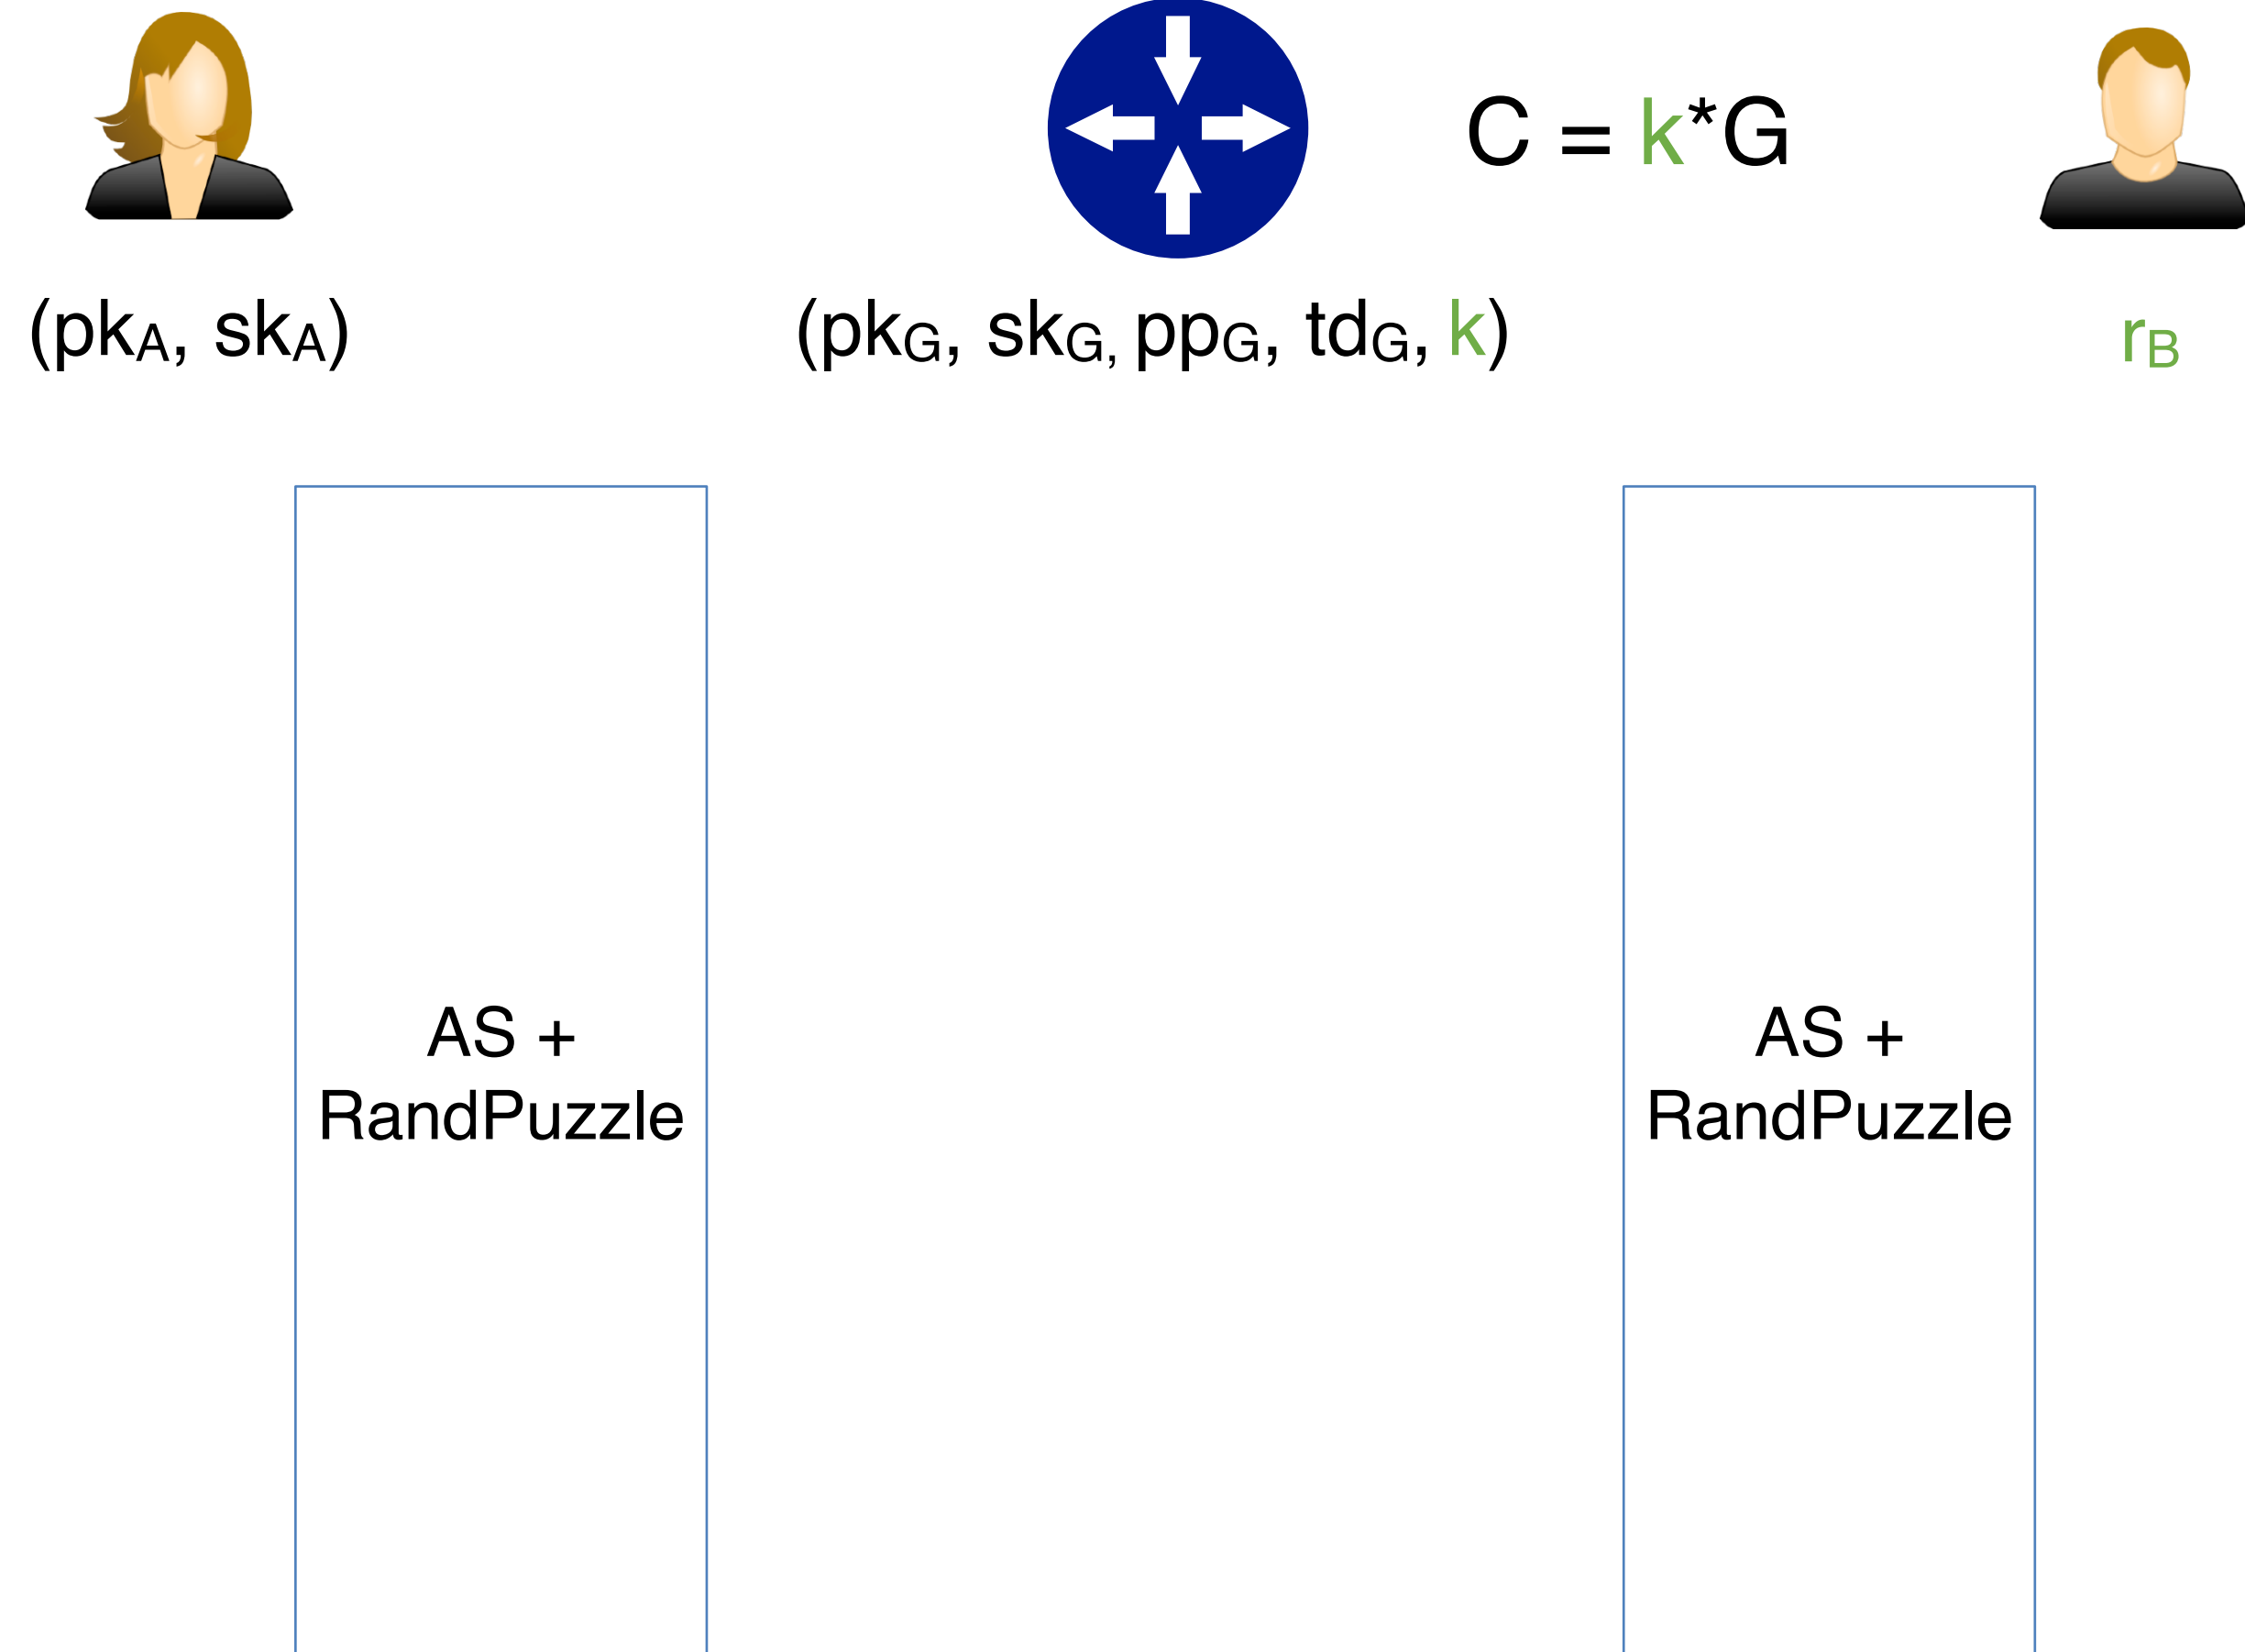 C = k*G
(pkA, skA)
(pkG, skG, ppG, tdG, k)
rB
AS +
RandPuzzle
AS +
RandPuzzle